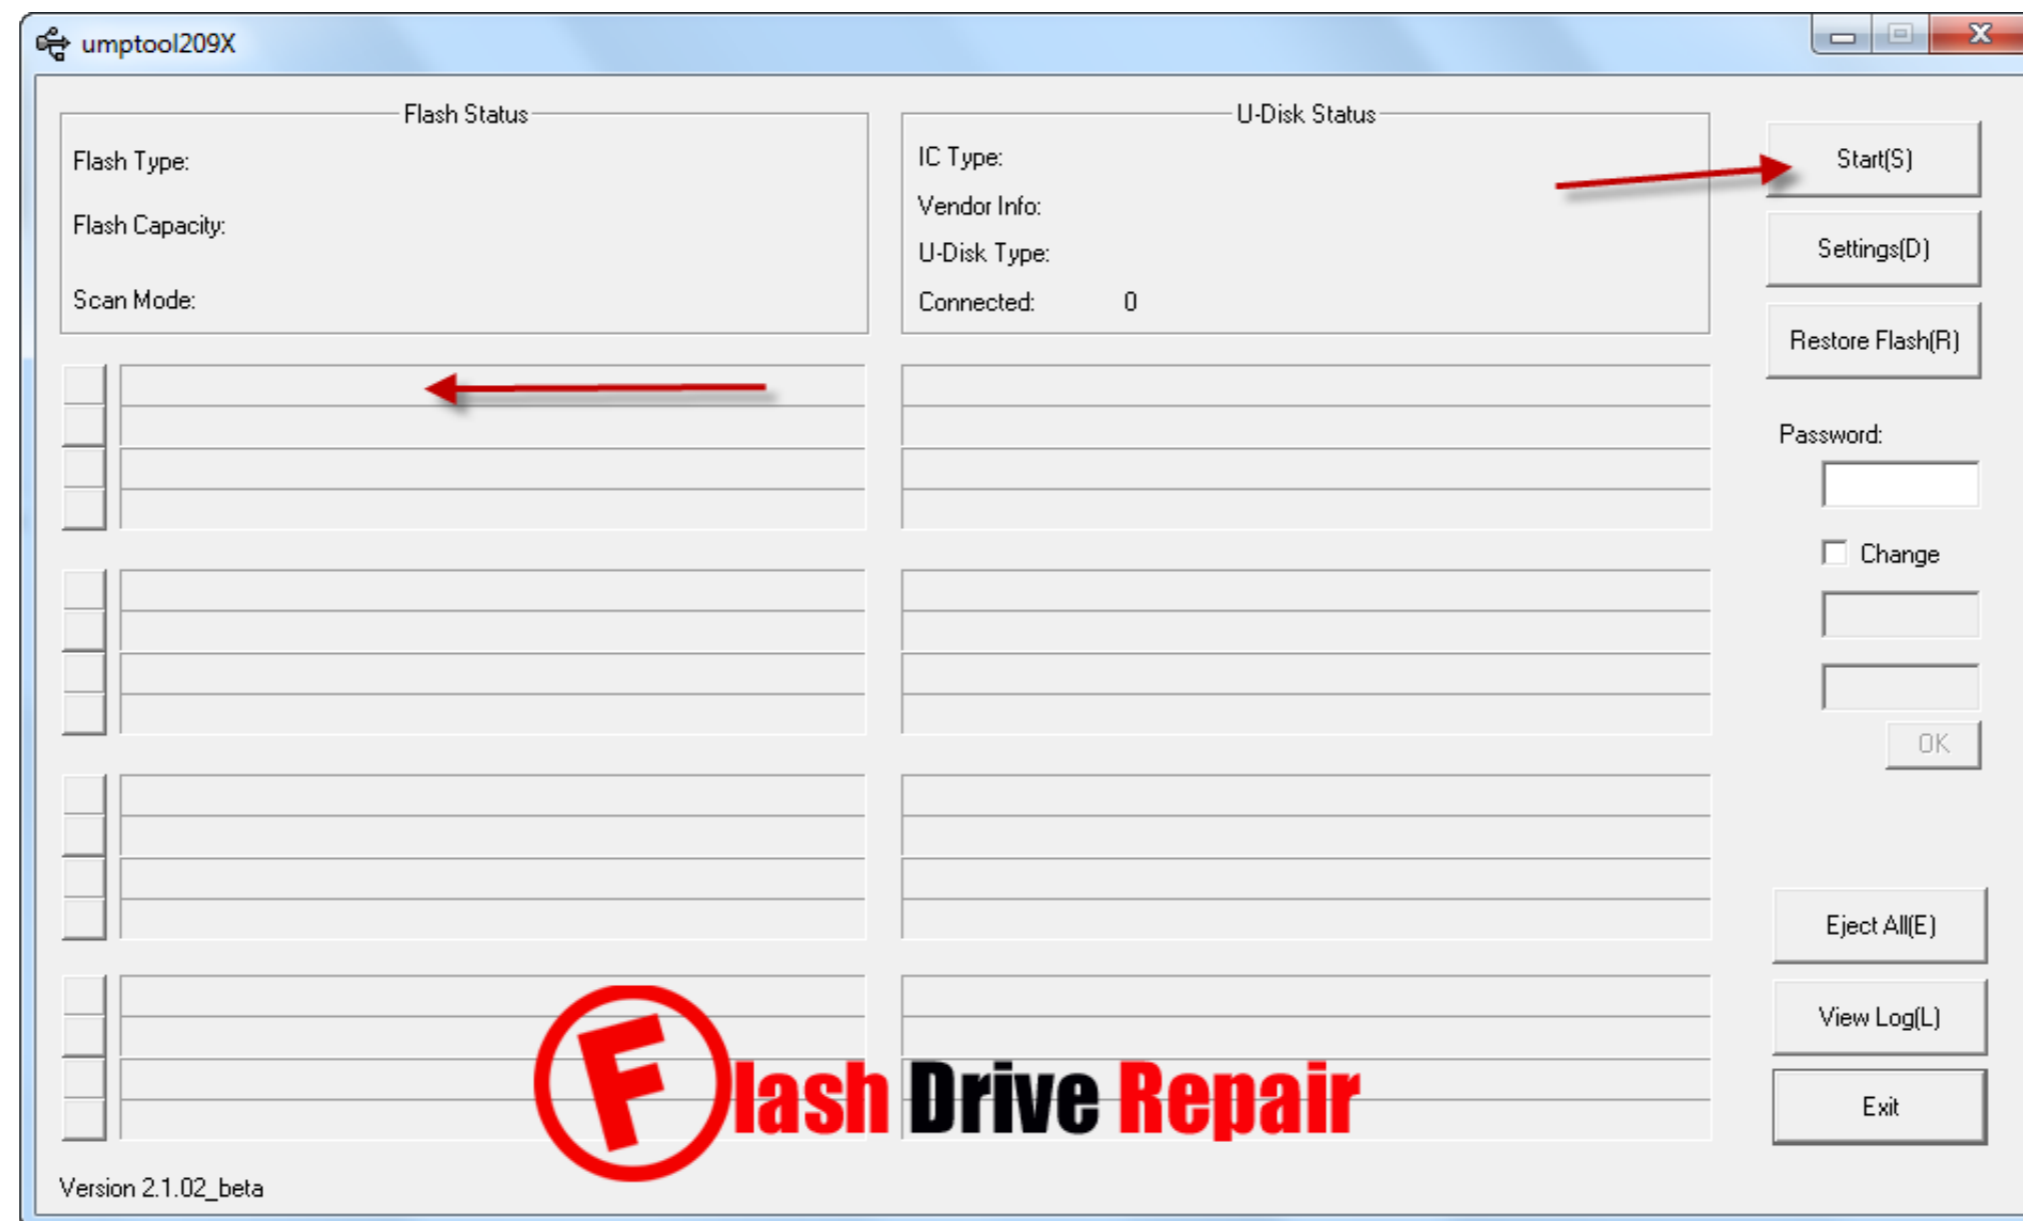 umptool209X
Flash Status
Flash Type:
Flash Capacity:
Scan Mode:
U-Disk Status
IC Type:
Vendor Info:
U-Disk Type:
Connected: 0
Start(S)
Settings(D)
Restore Flash(R)
Password:
Change
OK
Eject All(E)
View Log(L)
Exit
Flash Drive Repair
Version 2.1.02_beta